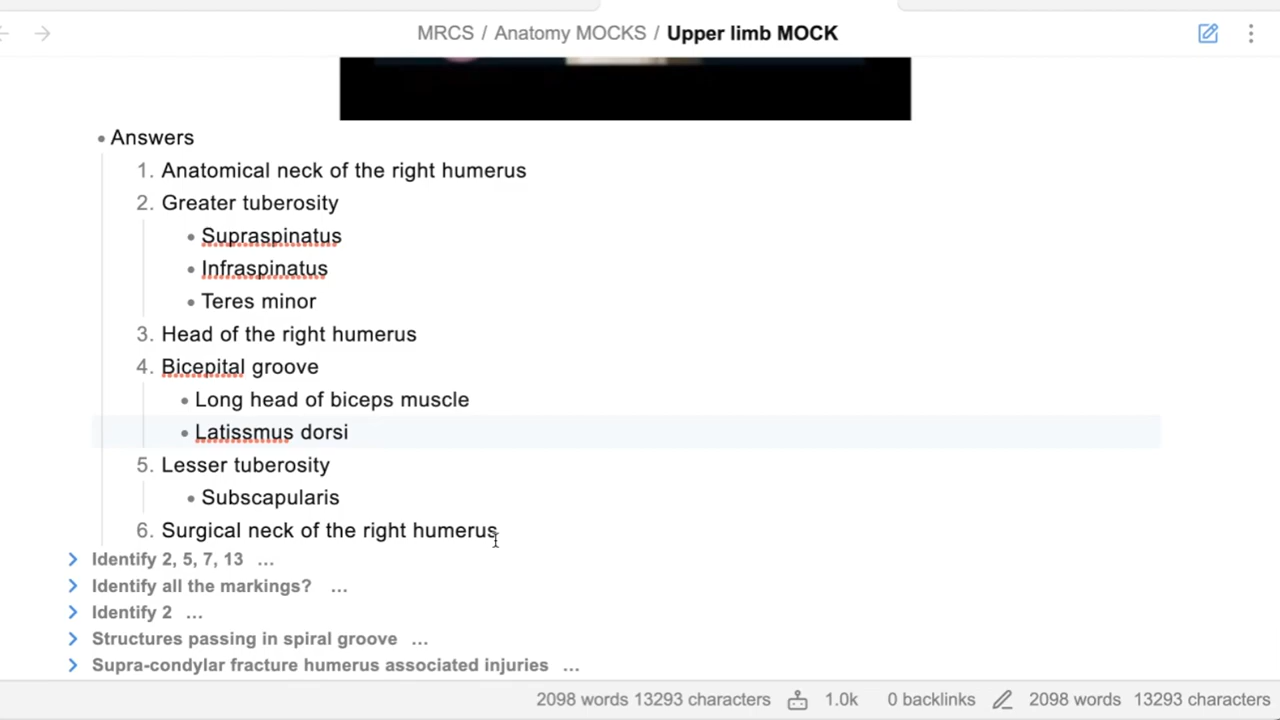 MRCS / Anatomy MOCKS / Upper limb MOCK
Answers
1. Anatomical neck of the right humerus
2. Greater tuberosity
Supraspinatus
Infraspinatus
Teres minor
3. Head of the right humerus
4. Bicepital groove
Long head of biceps muscle
Latissmus dorsi
5. Lesser tuberosity
Subscapularis
6. Surgical neck of the right humerus
Identify 2, 5, 7, 13 ...
Identify all the markings? ...
Identify 2 ...
Structures passing in spiral groove ...
Supra-condylar fracture humerus associated injuries ...
2098 words 13293 characters 1.0k 0 backlinks 2098 words 13293 characters